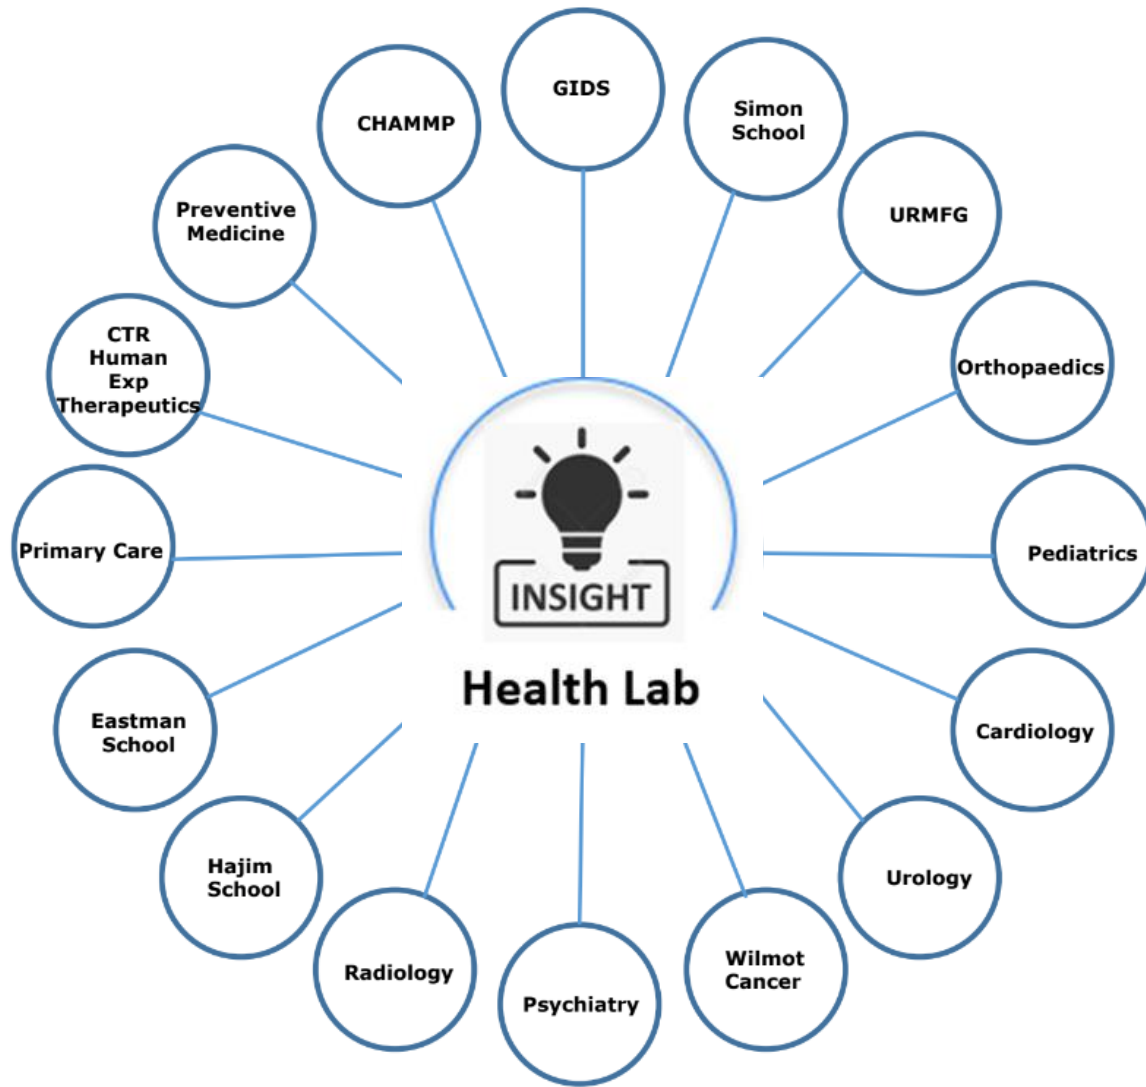 GIDS
Simon
School
URMFG
Orthopaedics
Pediatrics
Cardiology
Urology
Wilmot
Cancer
Psychiatry
Radiology
Hajim
School
Eastman
School
Primary Care
CTR
Human
Exp
Therapeutics
Preventive
Medicine
CHAMMP
INSIGHT
Health Lab